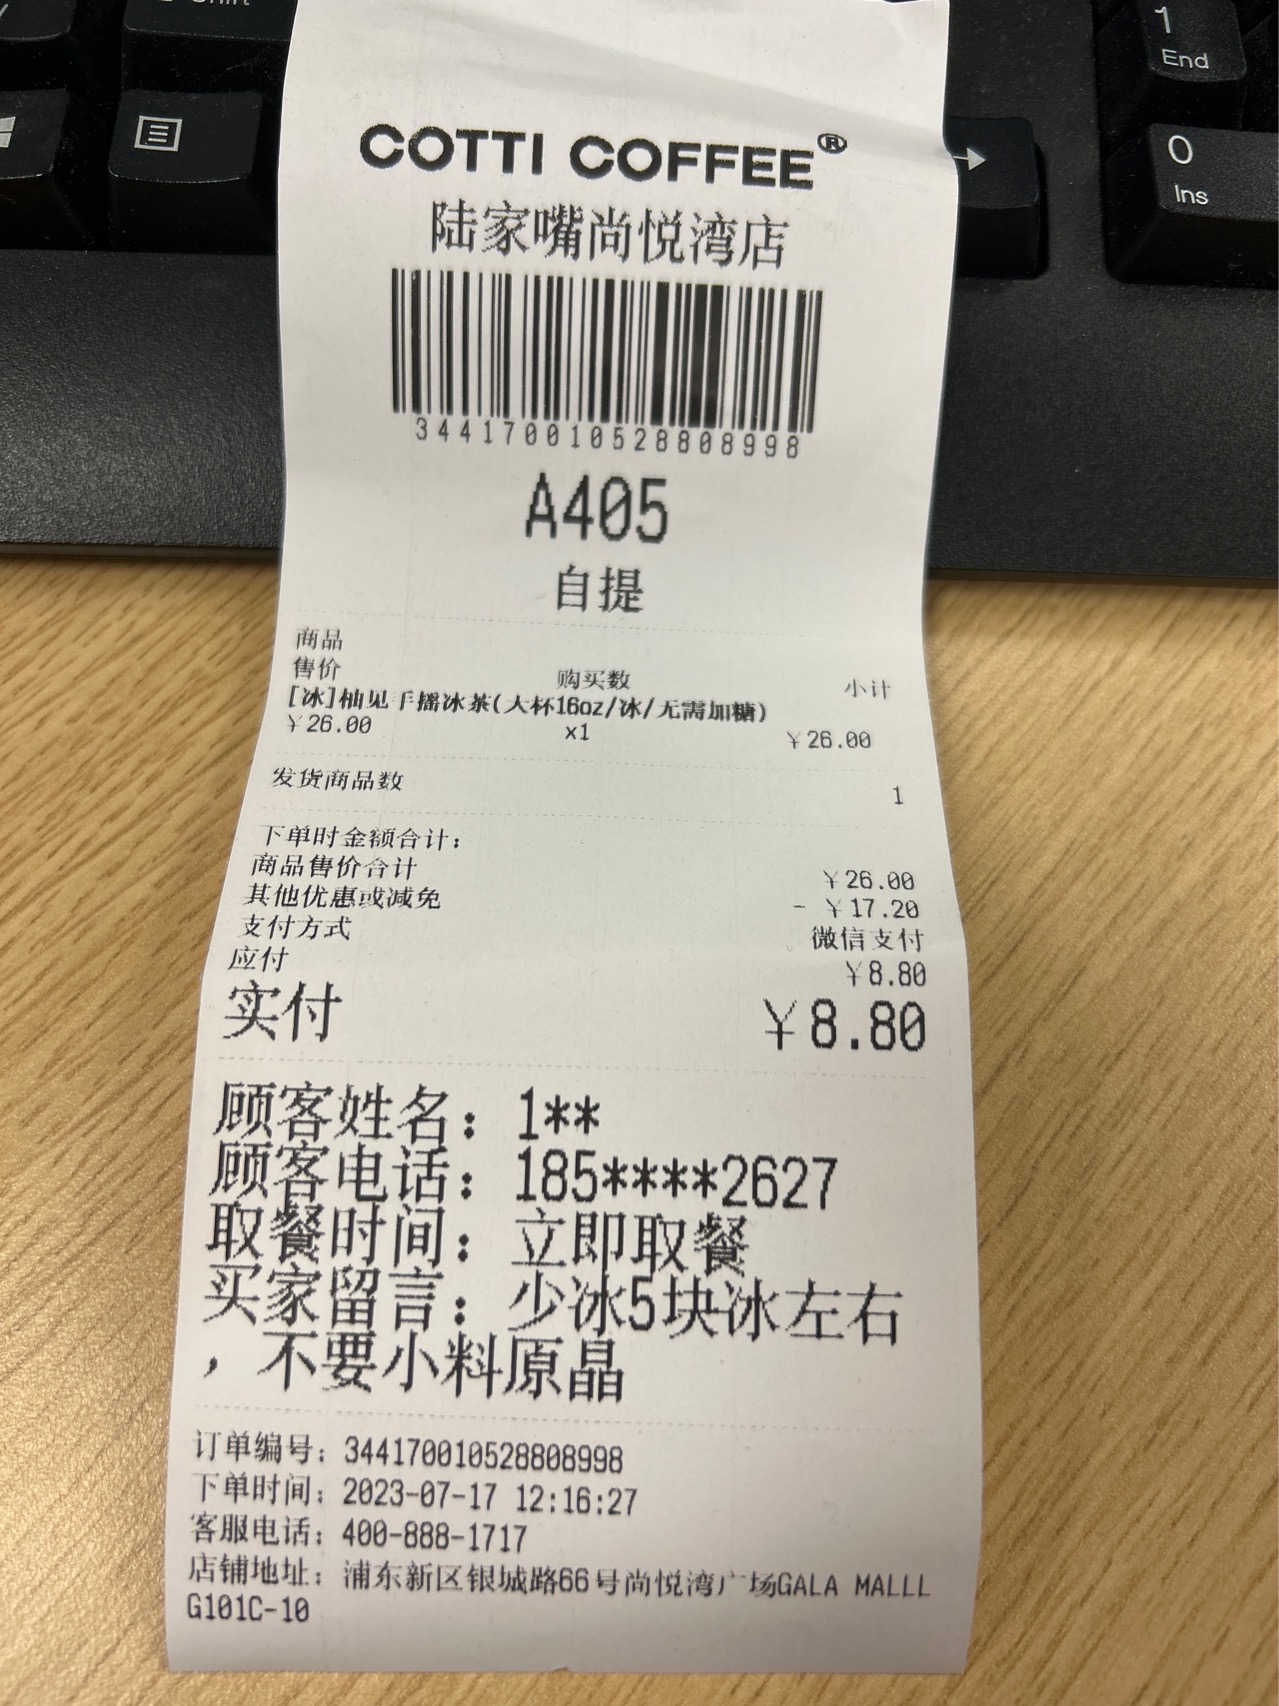 Shift
1
End
0
Ins
COTTI COFFEE®
陆家嘴尚悦湾店
344170010528808998
A405
自提
商品
售价 购买数 小计
[冰]柚见手摇冰茶(大杯16oz/冰/无需加糖)
￥26.00 x1 ￥26.00
发货商品数 1
下单时金额合计：
商品售价合计 ￥26.00
其他优惠或减免 - ￥17.20
支付方式 微信支付
应付 ￥8.80
实付 ￥8.80
顾客姓名：1**
顾客电话：185****2627
取餐时间：立即取餐
买家留言：少冰5块冰左右
，不要小料原晶
订单编号：344170010528808998
下单时间：2023-07-17 12:16:27
客服电话：400-888-1717
店铺地址：浦东新区银城路66号尚悦湾广场GALA MALLL
G101C-10